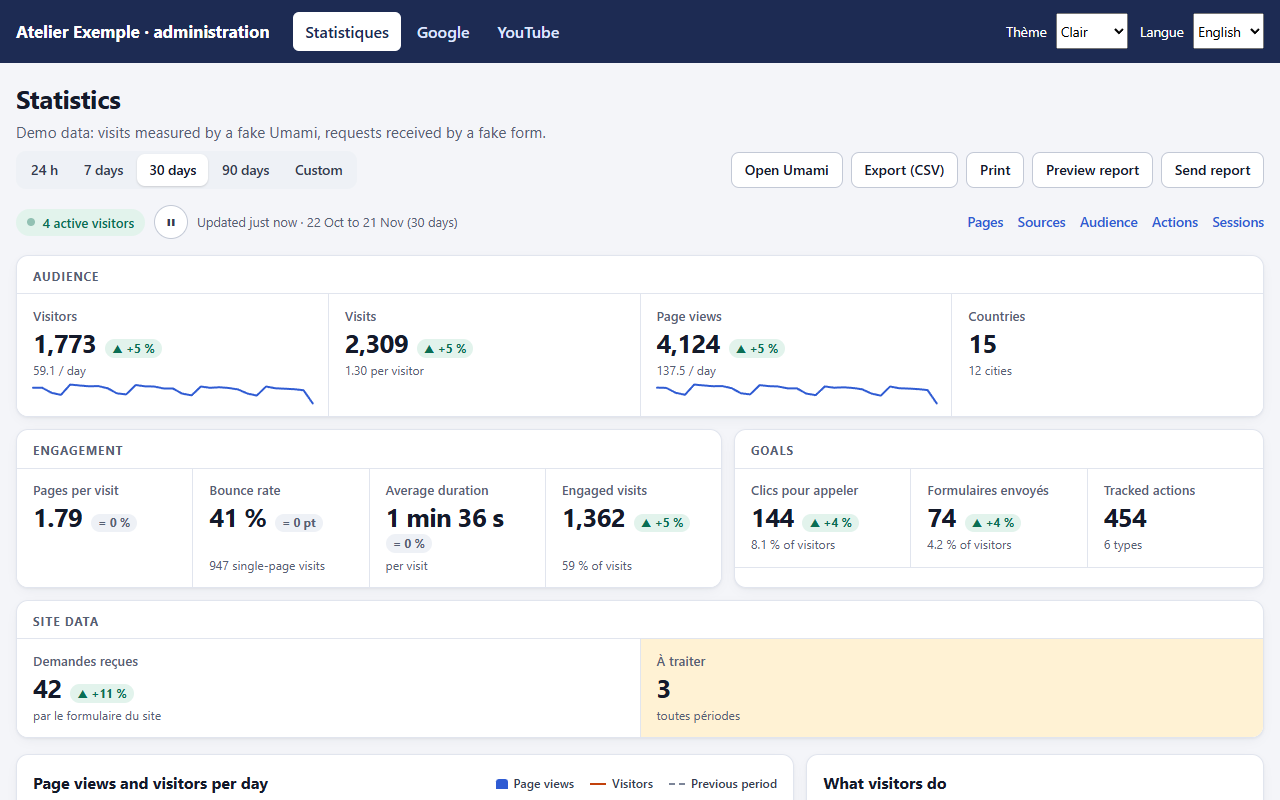 Atelier Exemple · administration Statistiques Google YouTube Thème Clair Langue English
Statistics
Demo data: visits measured by a fake Umami, requests received by a fake form.
24 h 7 days 30 days 90 days Custom Open Umami Export (CSV) Print Preview report Send report
4 active visitors Updated just now · 22 Oct to 21 Nov (30 days) Pages Sources Audience Actions Sessions
AUDIENCE
Visitors Visits Page views Countries
1,773 ▲ +5 % 2,309 ▲ +5 % 4,124 ▲ +5 % 15
59.1 / day 1.30 per visitor 137.5 / day 12 cities
ENGAGEMENT GOALS
Pages per visit Bounce rate Average duration Engaged visits Clics pour appeler Formulaires envoyés Tracked actions
1.79 = 0 % 41 % = 0 pt 1 min 36 s 1,362 ▲ +5 % 144 ▲ +4 % 74 ▲ +4 % 454
= 0 % 8.1 % of visitors 4.2 % of visitors 6 types
947 single-page visits per visit 59 % of visits
SITE DATA
Demandes reçues À traiter
42 ▲ +11 % 3
par le formulaire du site toutes périodes
Page views and visitors per day Page views Visitors Previous period What visitors do